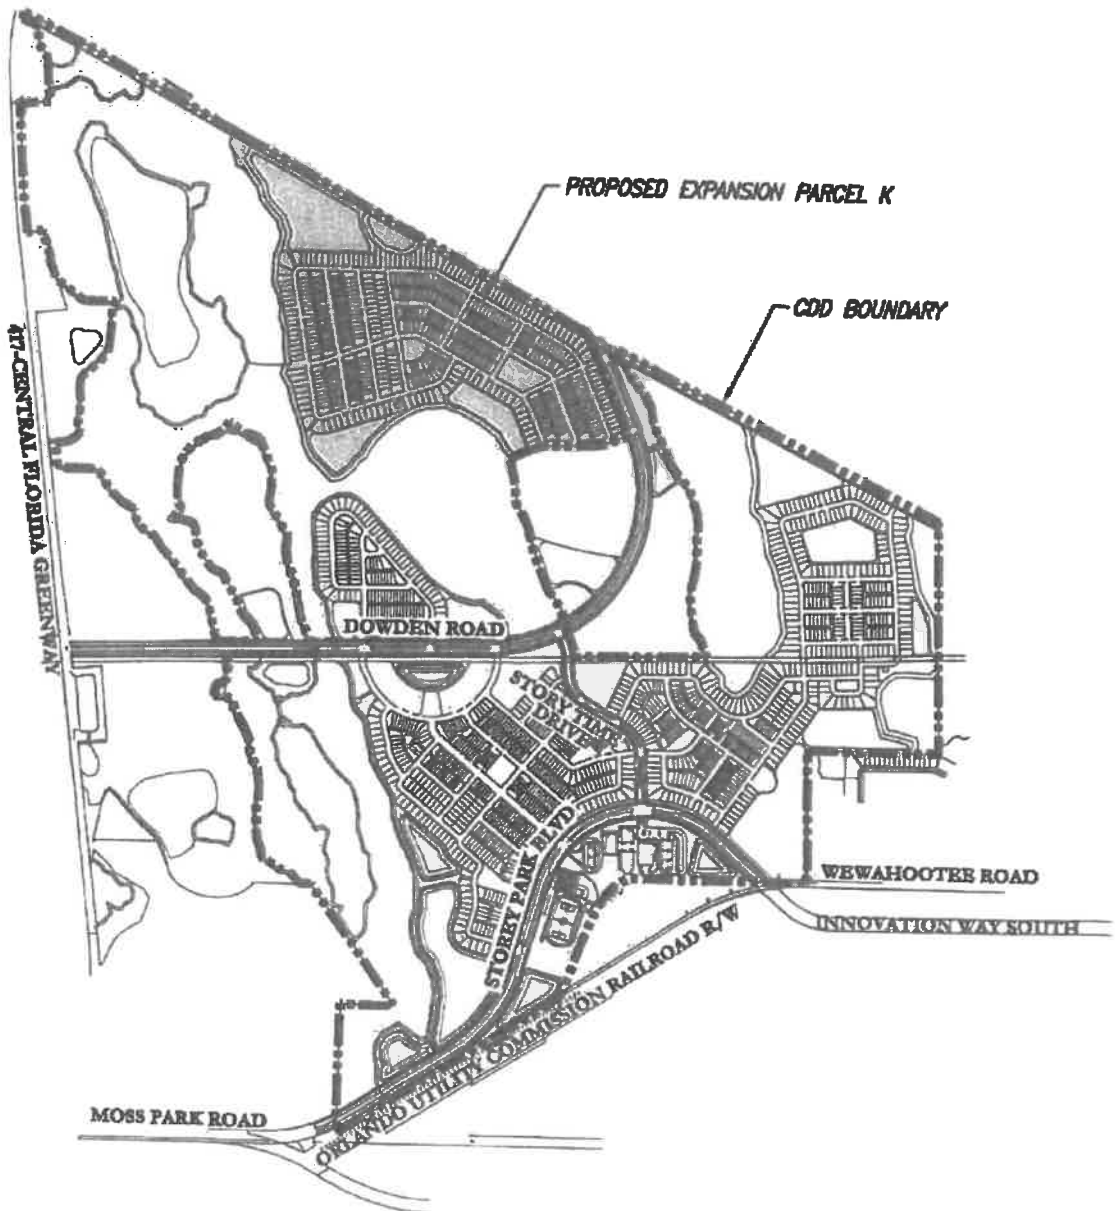 PROPOSED EXPANSION PARCEL K
CDD BOUNDARY
417-CENTRAL FLORIDA GREENWAY
DOWDEN ROAD
STORY TIME
DRIVE
STOREY PARK BLVD
WEWAHOOTEE ROAD
INNOVATION WAY SOUTH
ORLANDO UTILITY COMMISSION RAILROAD R/W
MOSS PARK ROAD